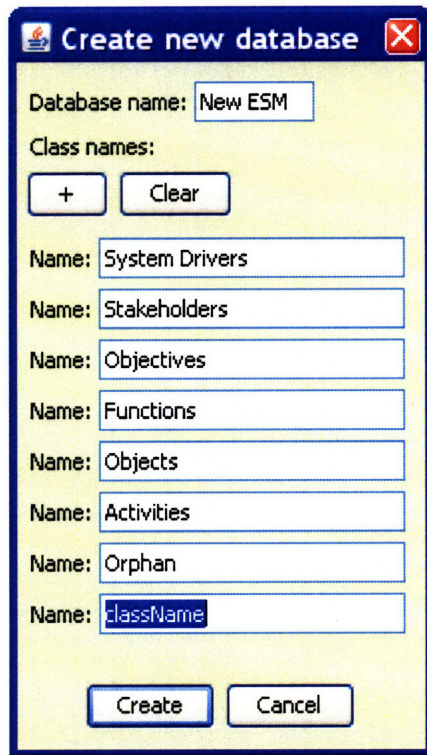 Create new database
Database name: New ESM
Class names:
+ Clear
Name: System Drivers
Name: Stakeholders
Name: Objectives
Name: Functions
Name: Objects
Name: Activities
Name: Orphan
Name: className
Create Cancel